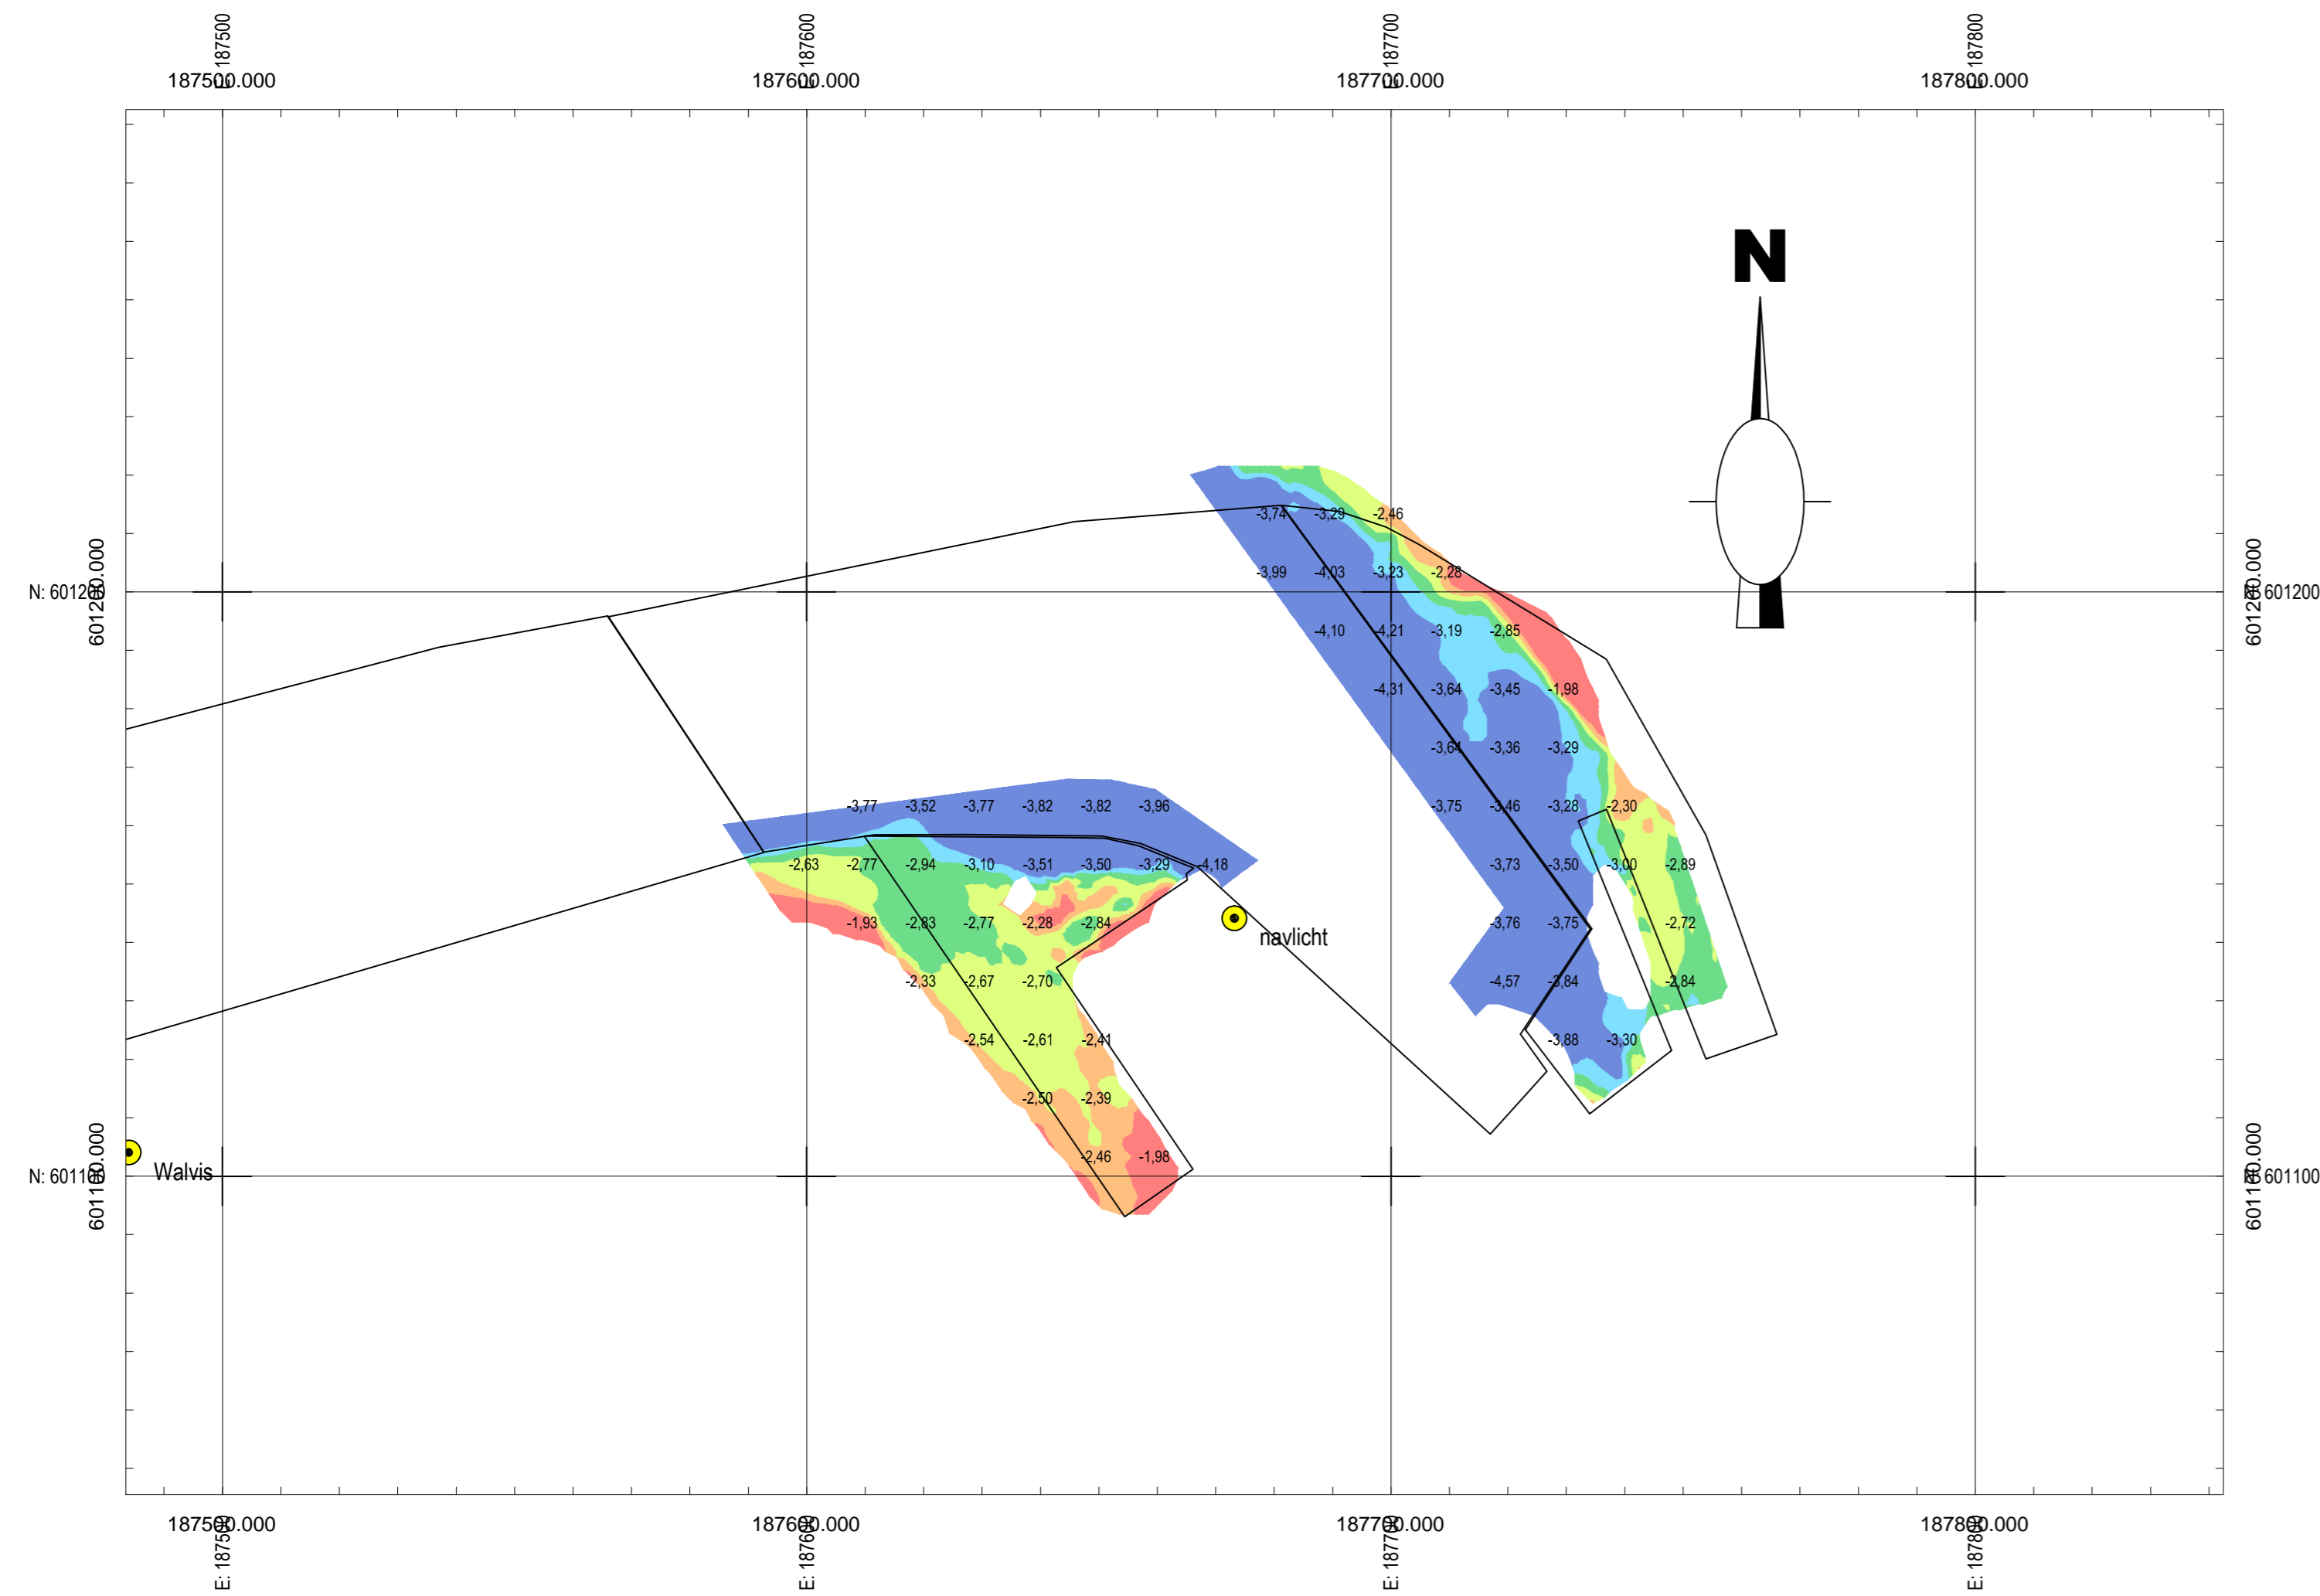 E: 187500 E: 187600 E: 187700 E: 187800
187500.000 187600.000 187700.000 187800.000
N
-3,74 -3,29 -2,46
-3,99 -4,03 -3,23 -2,28
N: 601200 601200.000 601200.000 N: 601200
-4,10 -4,21 -3,19 -2,85
-4,31 -3,64 -3,45 -1,98
-3,64 -3,36 -3,29
-3,77 -3,52 -3,77 -3,82 -3,82 -3,96 -3,75 -3,46 -3,28 -2,30
-2,63 -2,77 -2,94 -3,10 -3,51 -3,50 -3,29 -4,18 -3,73 -3,50 -3,00 -2,89
-1,93 -2,83 -2,77 -2,28 -2,84 -3,76 -3,75 -2,72
navlicht
-2,33 -2,67 -2,70 -4,57 -3,84 -2,84
-2,54 -2,61 -2,41 -3,88 -3,30
-2,50 -2,39
-2,46 -1,98
Walvis
N: 601100 601100.000 601100.000 N: 601100
187500.000 187600.000 187700.000 187800.000
E: 187500 E: 187600 E: 187700 E: 187800